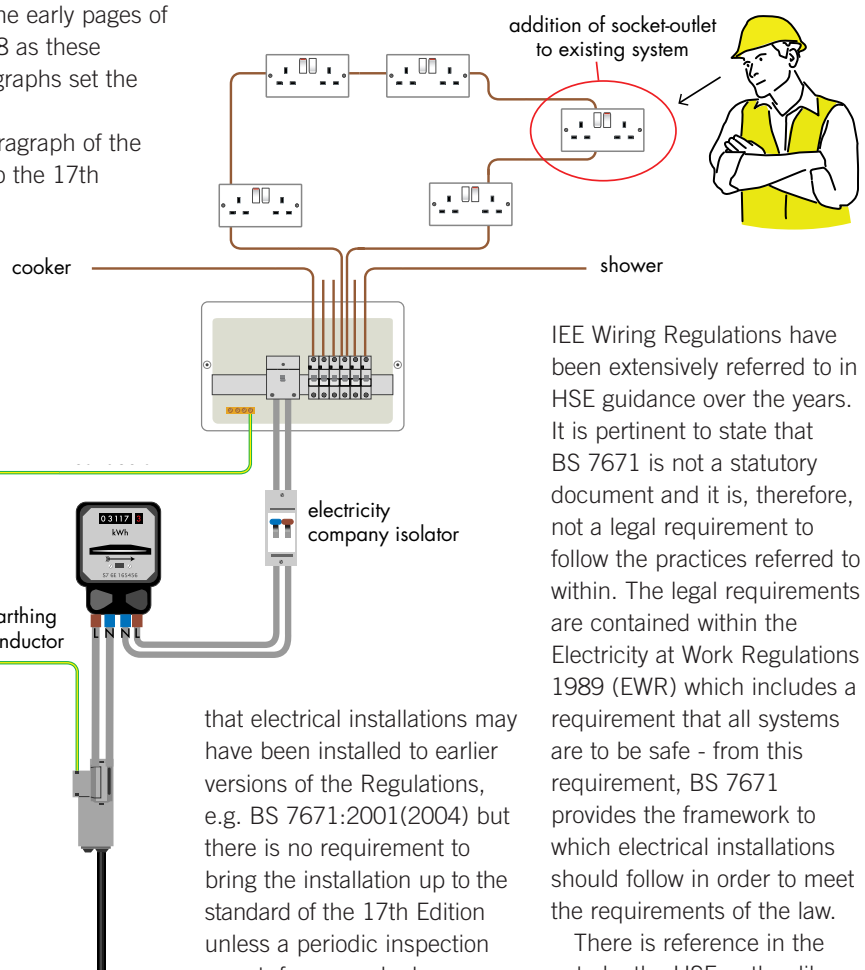 he early pages of
8 as these
graphs set the
ragraph of the
o the 17th
addition of socket-outlet
to existing system
cooker
shower
electricity
company isolator
03117 3
kWh
S7 6E 165456
L N N L
arthing
nductor
that electrical installations may
have been installed to earlier
versions of the Regulations,
e.g. BS 7671:2001(2004) but
there is no requirement to
bring the installation up to the
standard of the 17th Edition
unless a periodic inspection
IEE Wiring Regulations have
been extensively referred to in
HSE guidance over the years.
It is pertinent to state that
BS 7671 is not a statutory
document and it is, therefore,
not a legal requirement to
follow the practices referred to
within. The legal requirements
are contained within the
Electricity at Work Regulations
1989 (EWR) which includes a
requirement that all systems
are to be safe - from this
requirement, BS 7671
provides the framework to
which electrical installations
should follow in order to meet
the requirements of the law.
There is reference in the